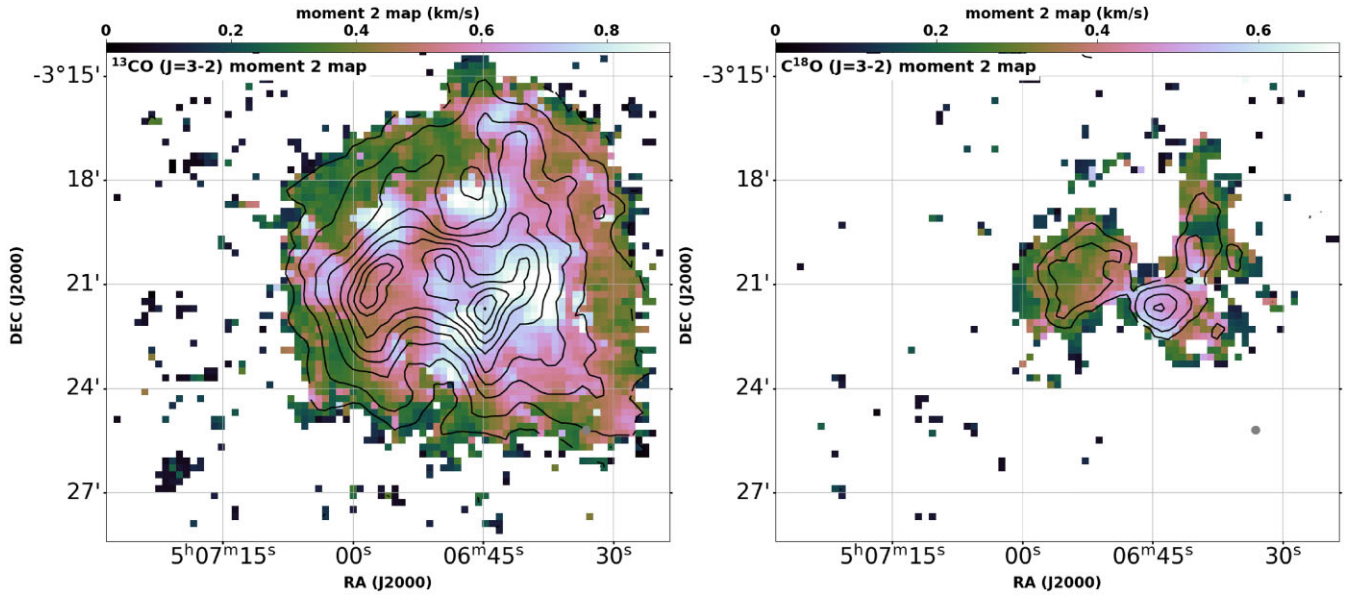 moment 2 map (km/s)
0 0.2 0.4 0.6 0.8
¹³CO (J=3-2) moment 2 map
-3°15'
18'
21'
24'
27'
DEC (J2000)
5ʰ07ᵐ15ˢ 00ˢ 06ᵐ45ˢ 30ˢ
RA (J2000)
moment 2 map (km/s)
0 0.2 0.4 0.6
C¹⁸O (J=3-2) moment 2 map
-3°15'
18'
21'
24'
27'
DEC (J2000)
5ʰ07ᵐ15ˢ 00ˢ 06ᵐ45ˢ 30ˢ
RA (J2000)